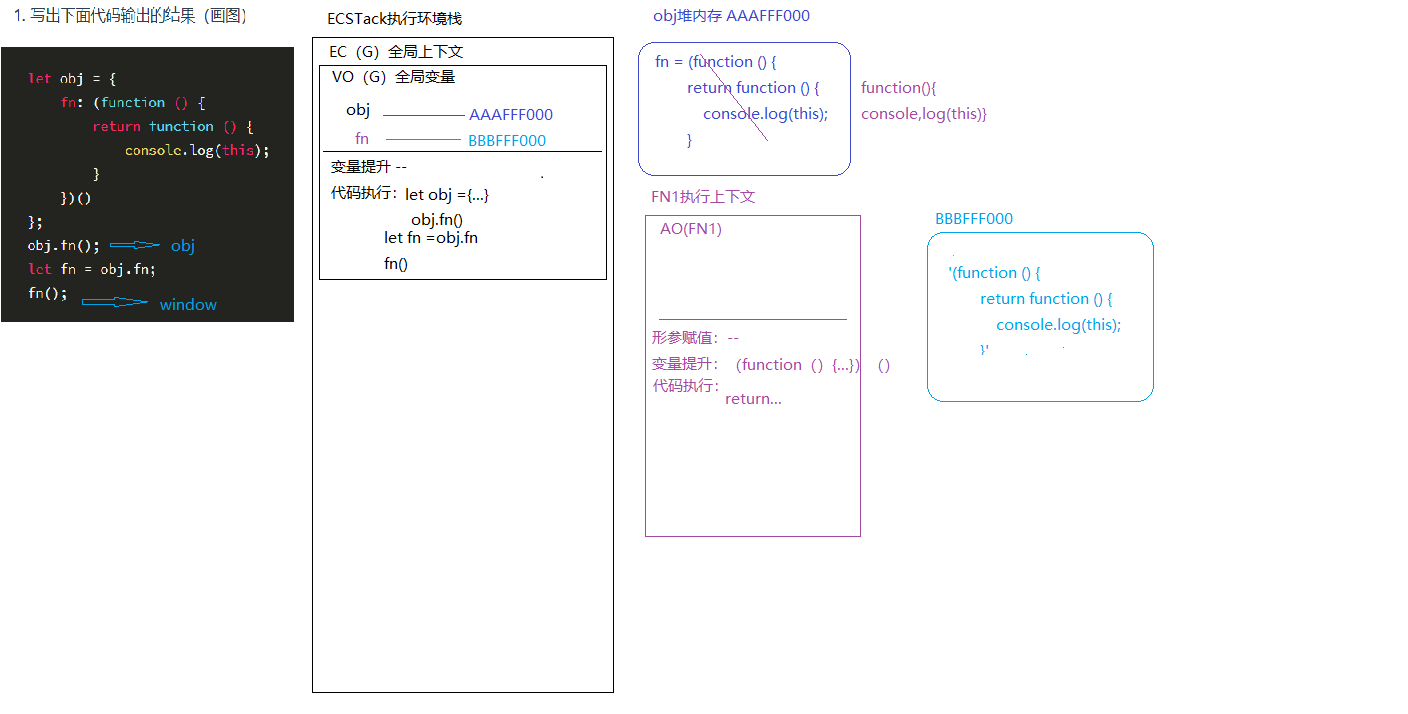 1. 写出下面代码输出的结果（画图）
let obj = {
fn: (function () {
return function () {
console.log(this);
}
})()
};
obj.fn(); obj
let fn = obj.fn;
fn(); window
ECSTack执行环境栈
EC（G）全局上下文
VO（G）全局变量
obj AAAFFF000
fn BBBFFF000
变量提升 --
代码执行：let obj ={...}
obj.fn()
let fn =obj.fn
fn()
obj堆内存 AAAFFF000
fn = (function () {
return function () {
console.log(this);
}
function(){
console,log(this)}
FN1执行上下文
AO(FN1)
形参赋值：--
变量提升：（function（）{...}）（）
代码执行：
return...
BBBFFF000
'(function () {
return function () {
console.log(this);
}'